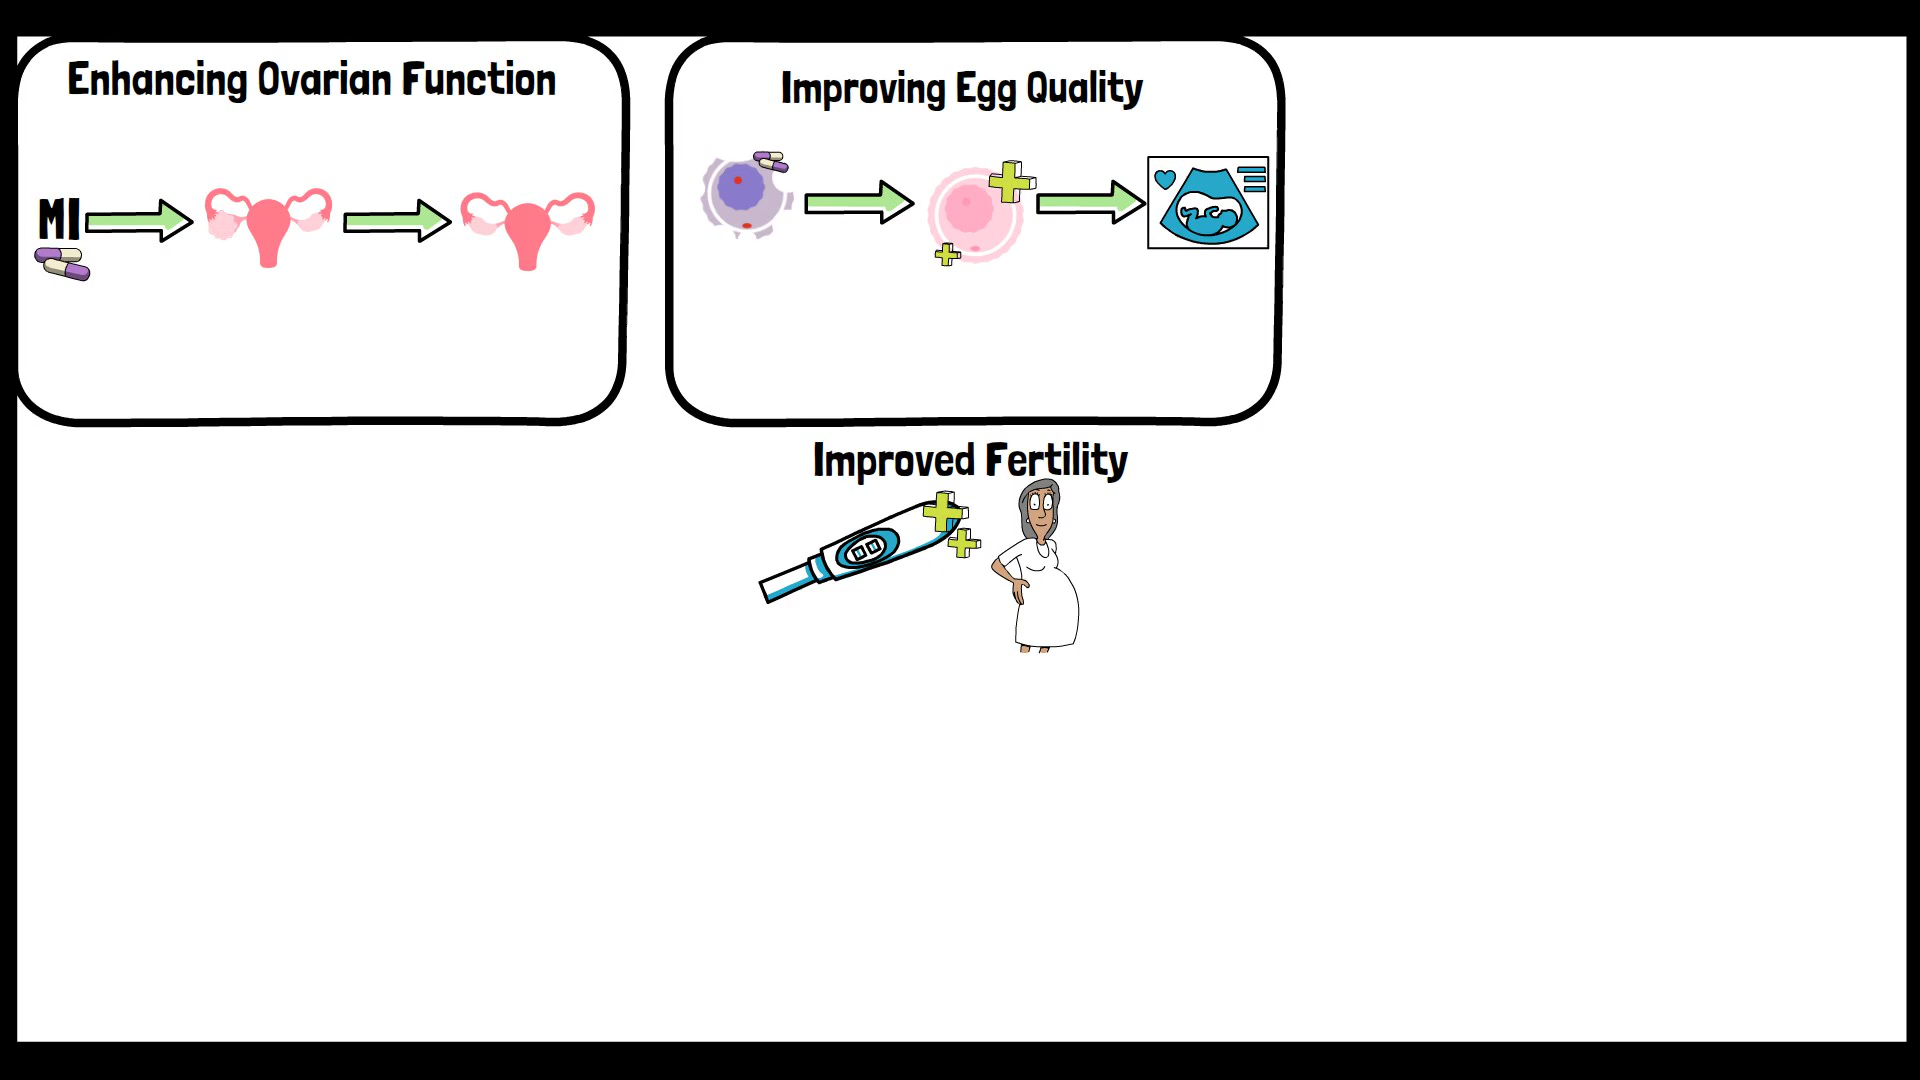 Enhancing Ovarian Function
MI
Improving Egg Quality
Improved Fertility